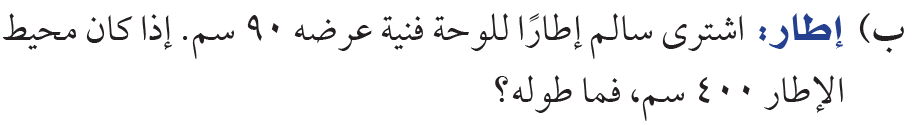 ب) إطار: اشترى سالم إطارًا للوحة فنية عرضه ٩٠ سم. إذا كان محيط
الإطار ٤٠٠ سم، فما طوله؟